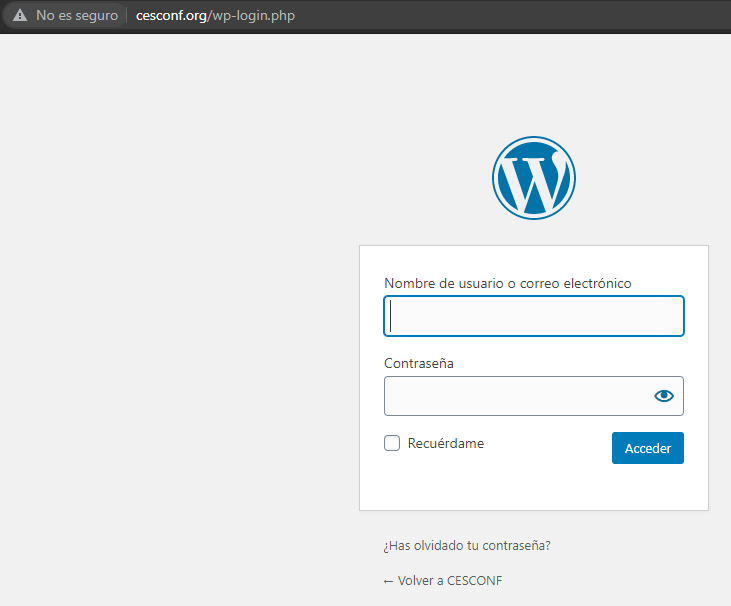 No es seguro cesconf.org/wp-login.php
W
Nombre de usuario o correo electrónico
Contraseña
Recuérdame Acceder
¿Has olvidado tu contraseña?
← Volver a CESCONF